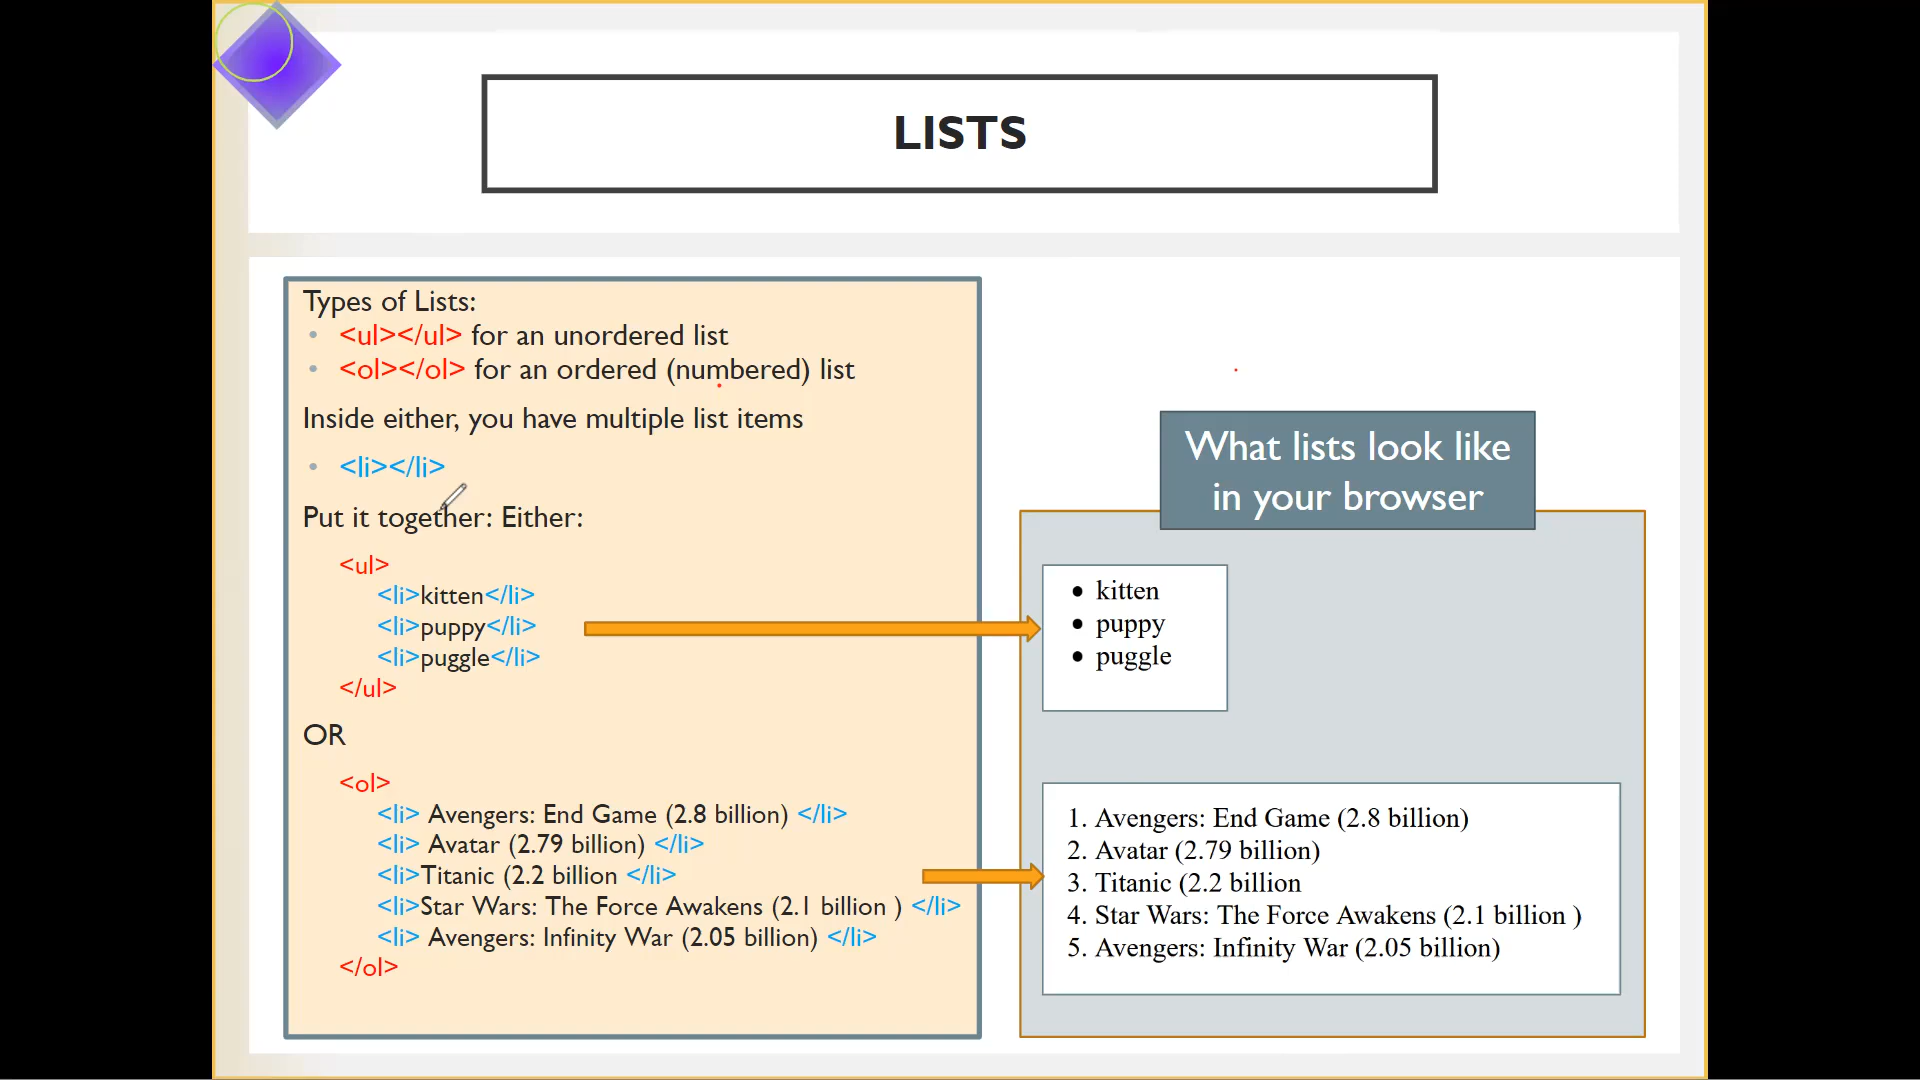 LISTS
Types of Lists:
• <ul></ul> for an unordered list
• <ol></ol> for an ordered (numbered) list
Inside either, you have multiple list items
• <li></li>
Put it together: Either:
<ul>
<li>kitten</li>
<li>puppy</li>
<li>puggle</li>
</ul>
OR
<ol>
<li> Avengers: End Game (2.8 billion) </li>
<li> Avatar (2.79 billion) </li>
<li>Titanic (2.2 billion </li>
<li>Star Wars: The Force Awakens (2.1 billion ) </li>
<li> Avengers: Infinity War (2.05 billion) </li>
</ol>
What lists look like
in your browser
• kitten
• puppy
• puggle
1. Avengers: End Game (2.8 billion)
2. Avatar (2.79 billion)
3. Titanic (2.2 billion
4. Star Wars: The Force Awakens (2.1 billion )
5. Avengers: Infinity War (2.05 billion)